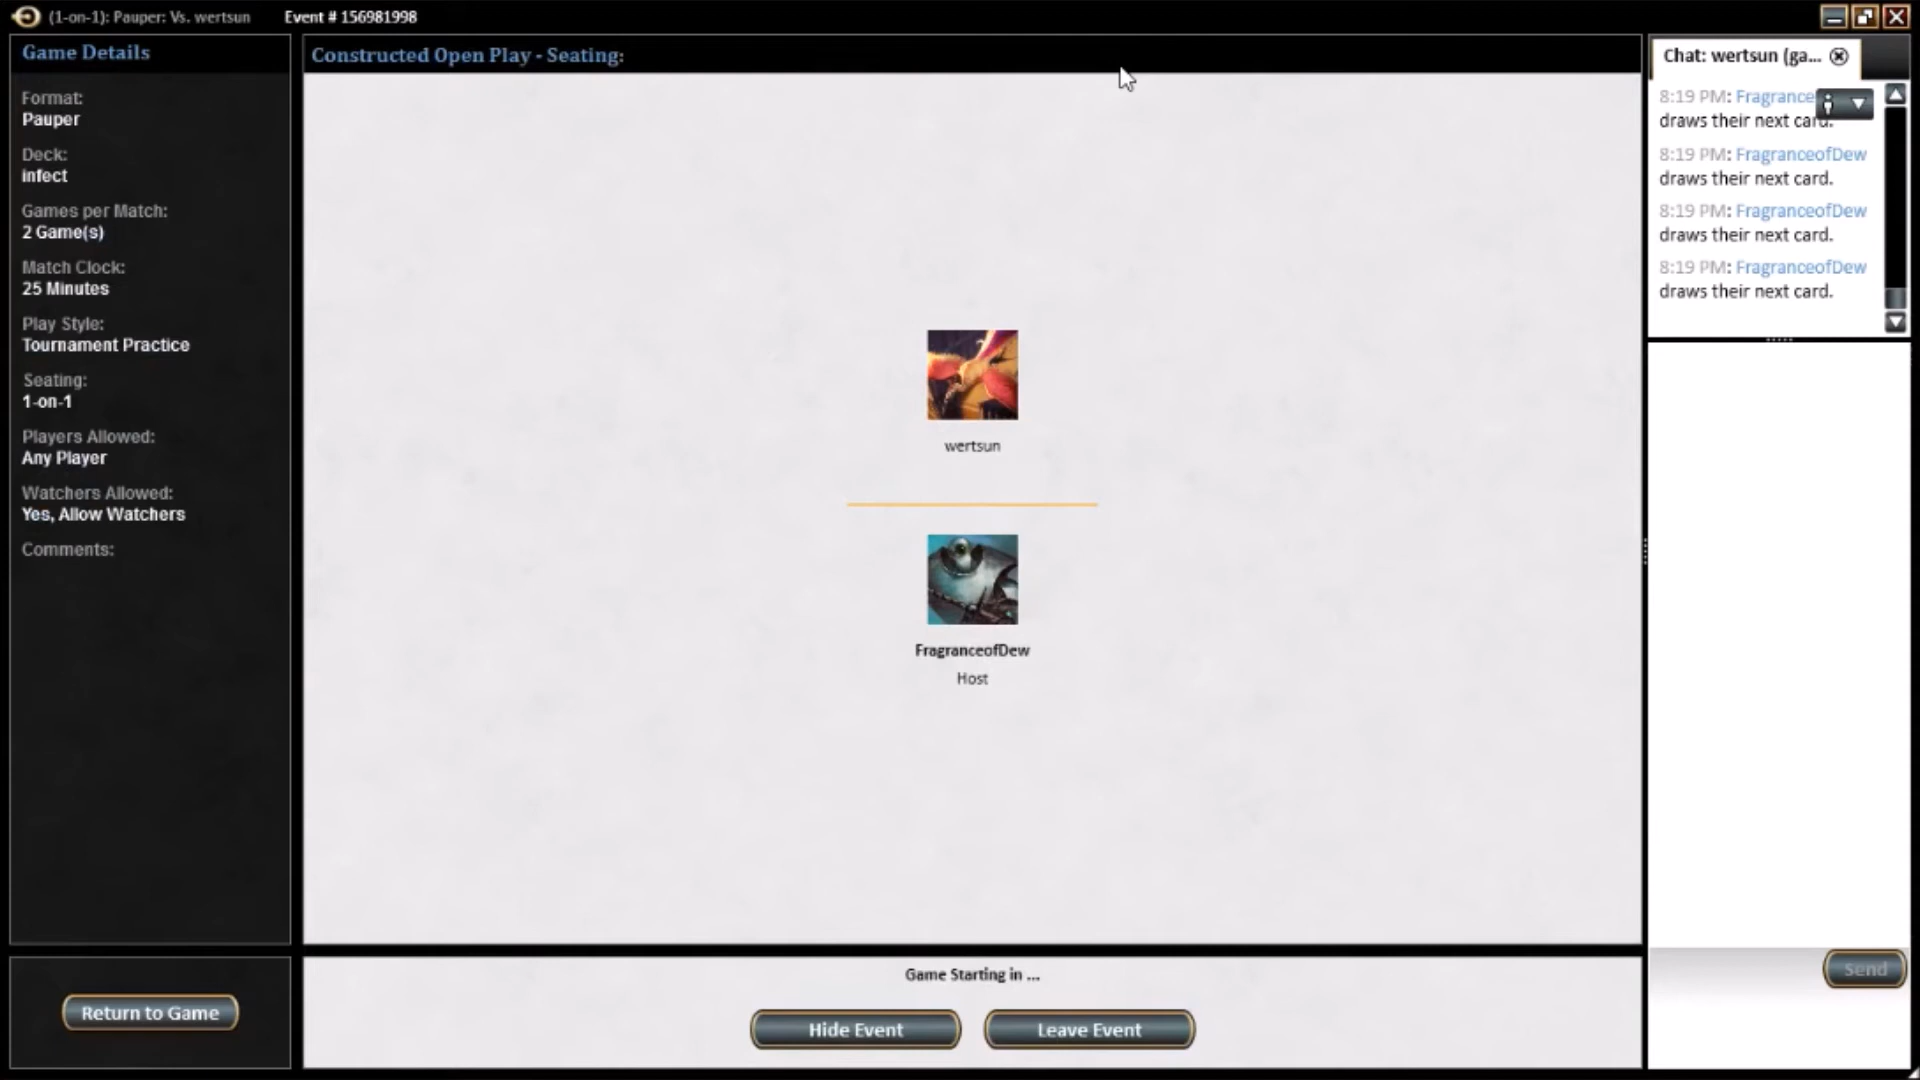 (1-on-1): Pauper: Vs. wertsun Event # 156981998
Game Details
Format:
Pauper
Deck:
infect
Games per Match:
2 Game(s)
Match Clock:
25 Minutes
Play Style:
Tournament Practice
Seating:
1-on-1
Players Allowed:
Any Player
Watchers Allowed:
Yes, Allow Watchers
Comments:
Return to Game
Constructed Open Play - Seating:
wertsun
FragranceofDew
Host
Game Starting in ...
Hide Event Leave Event
Chat: wertsun (ga...
8:19 PM: Fragrance
draws their next card.
8:19 PM: FragranceofDew
draws their next card.
8:19 PM: FragranceofDew
draws their next card.
8:19 PM: FragranceofDew
draws their next card.
Send